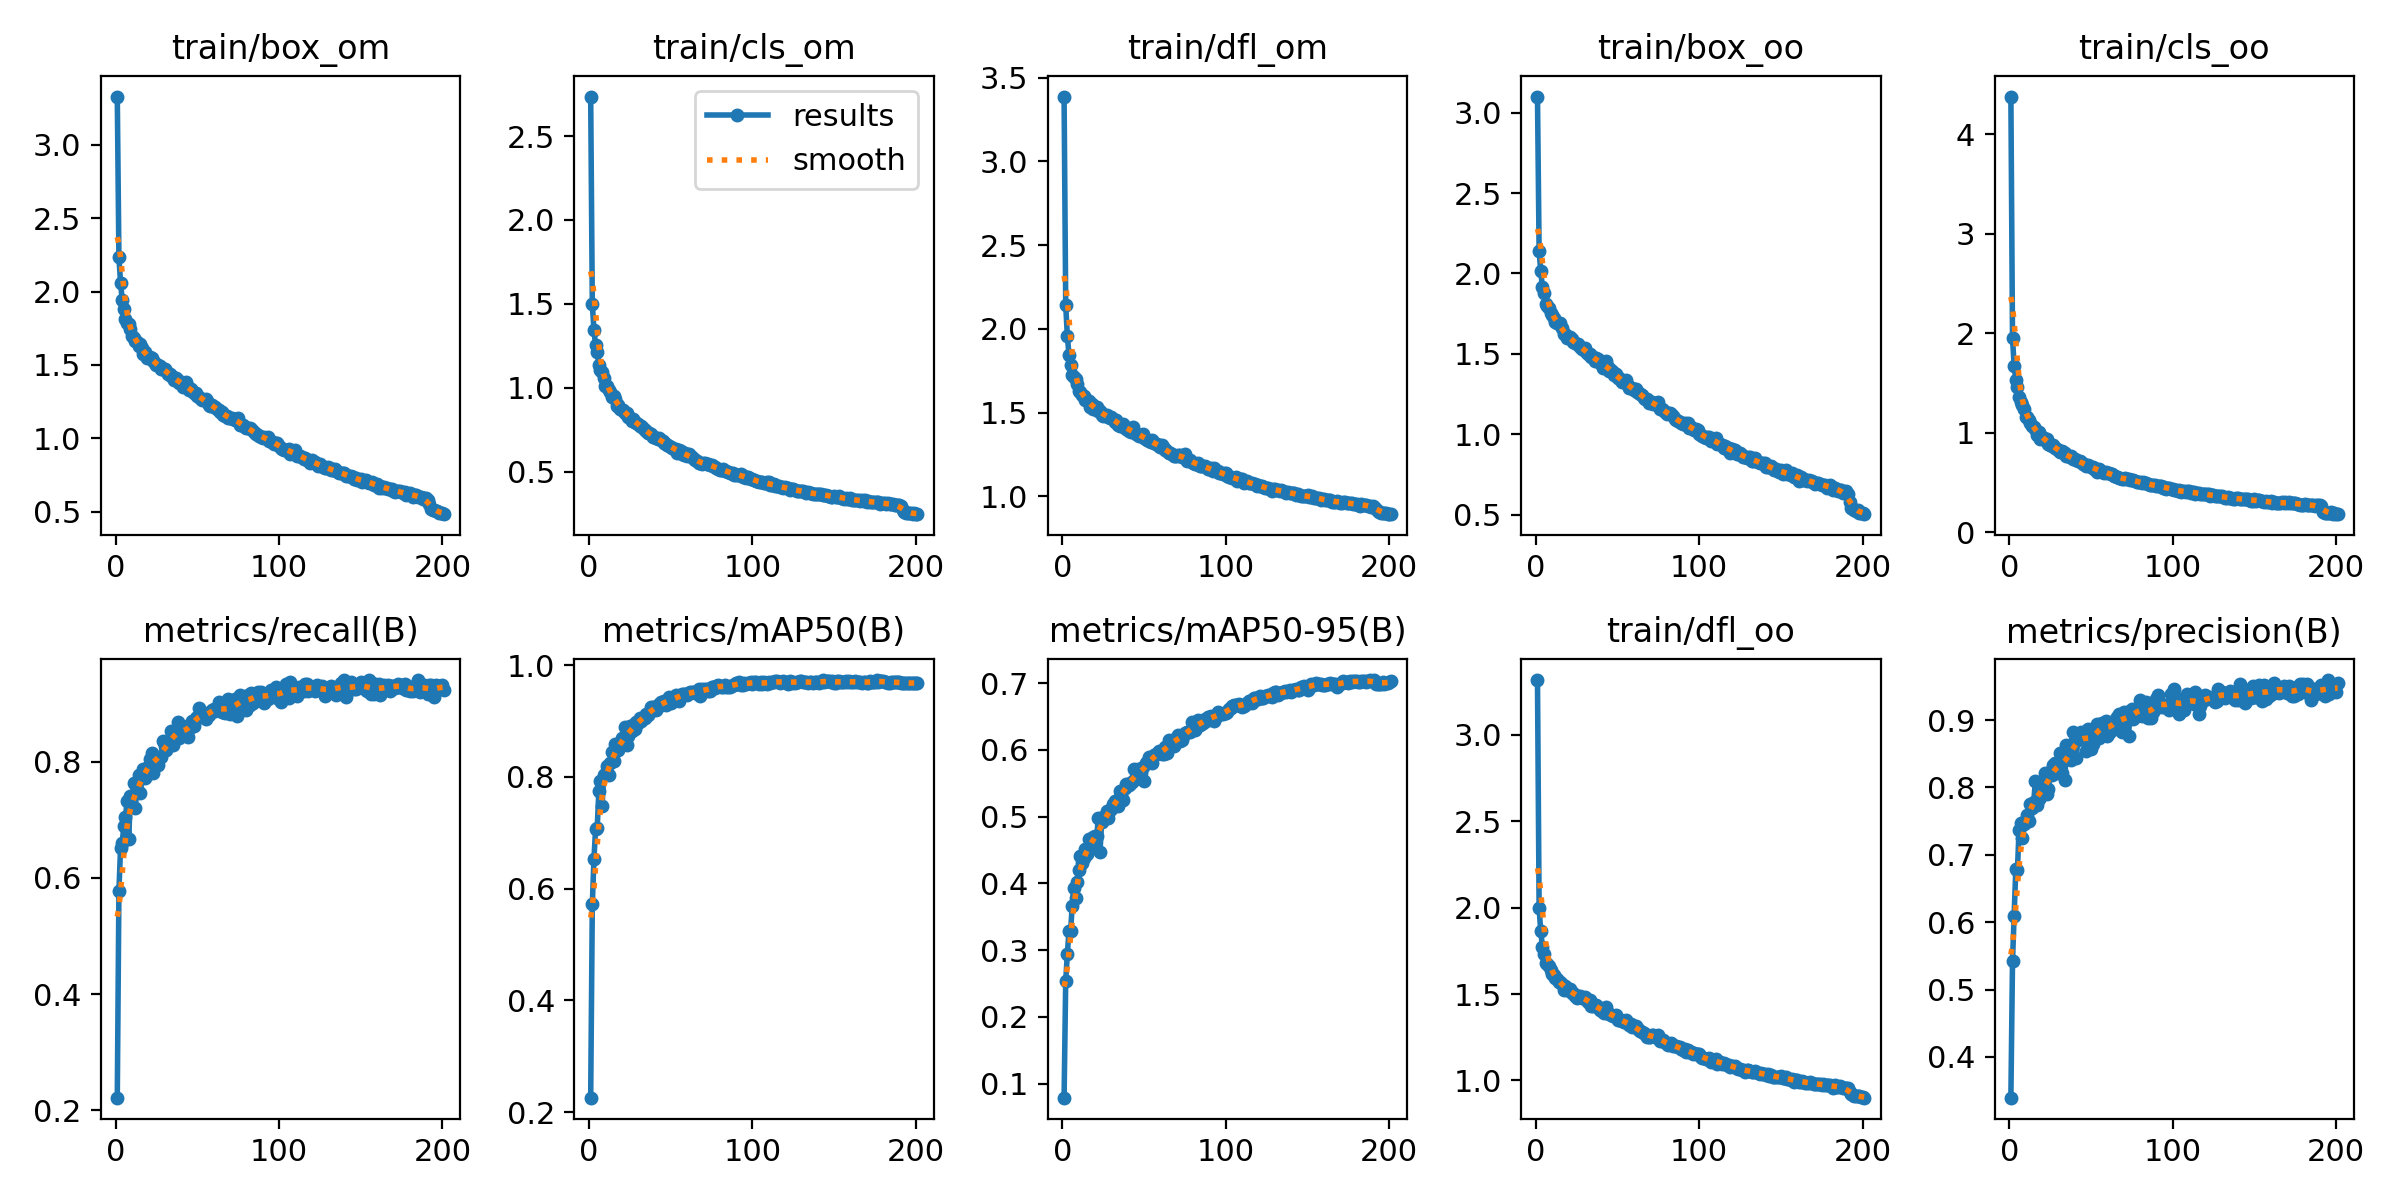 train/box_om
3.0
2.5
2.0
1.5
1.0
0.5
0 100 200
train/cls_om
results
smooth
2.5
2.0
1.5
1.0
0.5
0 100 200
train/dfl_om
3.5
3.0
2.5
2.0
1.5
1.0
0 100 200
train/box_oo
3.0
2.5
2.0
1.5
1.0
0.5
0 100 200
train/cls_oo
4
3
2
1
0
0 100 200
metrics/recall(B)
0.8
0.6
0.4
0.2
0 100 200
metrics/mAP50(B)
1.0
0.8
0.6
0.4
0.2
0 100 200
metrics/mAP50-95(B)
0.7
0.6
0.5
0.4
0.3
0.2
0.1
0 100 200
train/dfl_oo
3.0
2.5
2.0
1.5
1.0
0 100 200
metrics/precision(B)
0.9
0.8
0.7
0.6
0.5
0.4
0 100 200